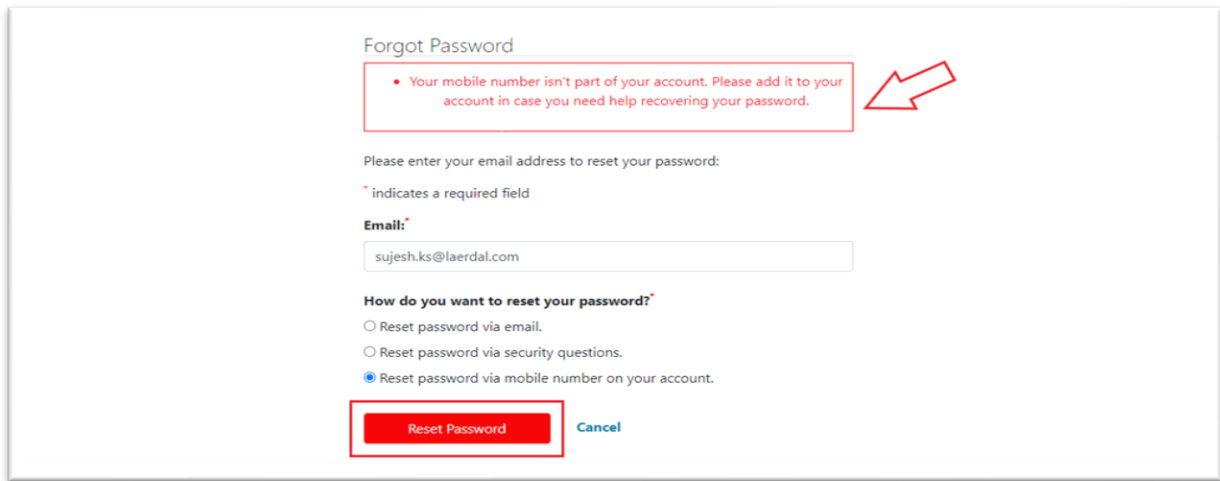 Forgot Password
• Your mobile number isn't part of your account. Please add it to your
account in case you need help recovering your password.
Please enter your email address to reset your password:
* indicates a required field
Email:*
sujesh.ks@laerdal.com
How do you want to reset your password?*
Reset password via email.
Reset password via security questions.
Reset password via mobile number on your account.
Reset Password Cancel